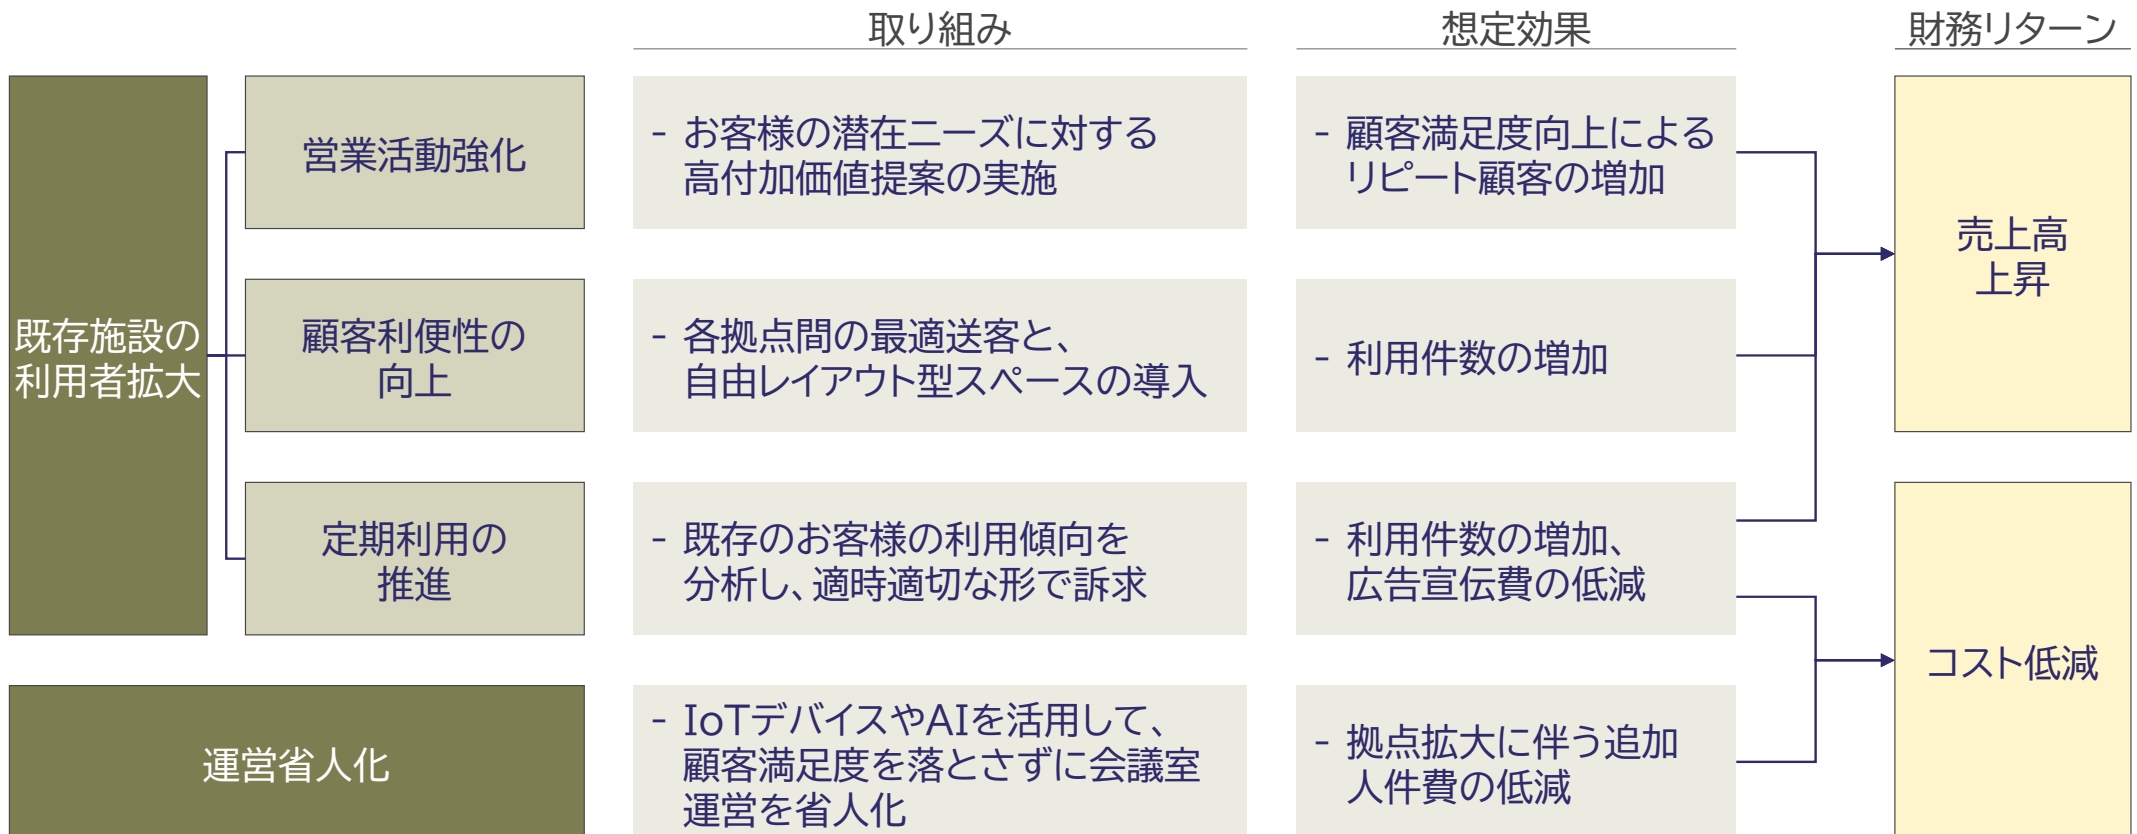 取り組み
想定効果
財務リターン
既存施設の
利用者拡大
営業活動強化
- お客様の潜在ニーズに対する
高付加価値提案の実施
- 顧客満足度向上による
リピート顧客の増加
売上高
上昇
顧客利便性の
向上
- 各拠点間の最適送客と、
自由レイアウト型スペースの導入
- 利用件数の増加
定期利用の
推進
- 既存のお客様の利用傾向を
分析し、適時適切な形で訴求
- 利用件数の増加、
広告宣伝費の低減
コスト低減
運営省人化
- IoTデバイスやAIを活用して、
顧客満足度を落とさずに会議室
運営を省人化
- 拠点拡大に伴う追加
人件費の低減